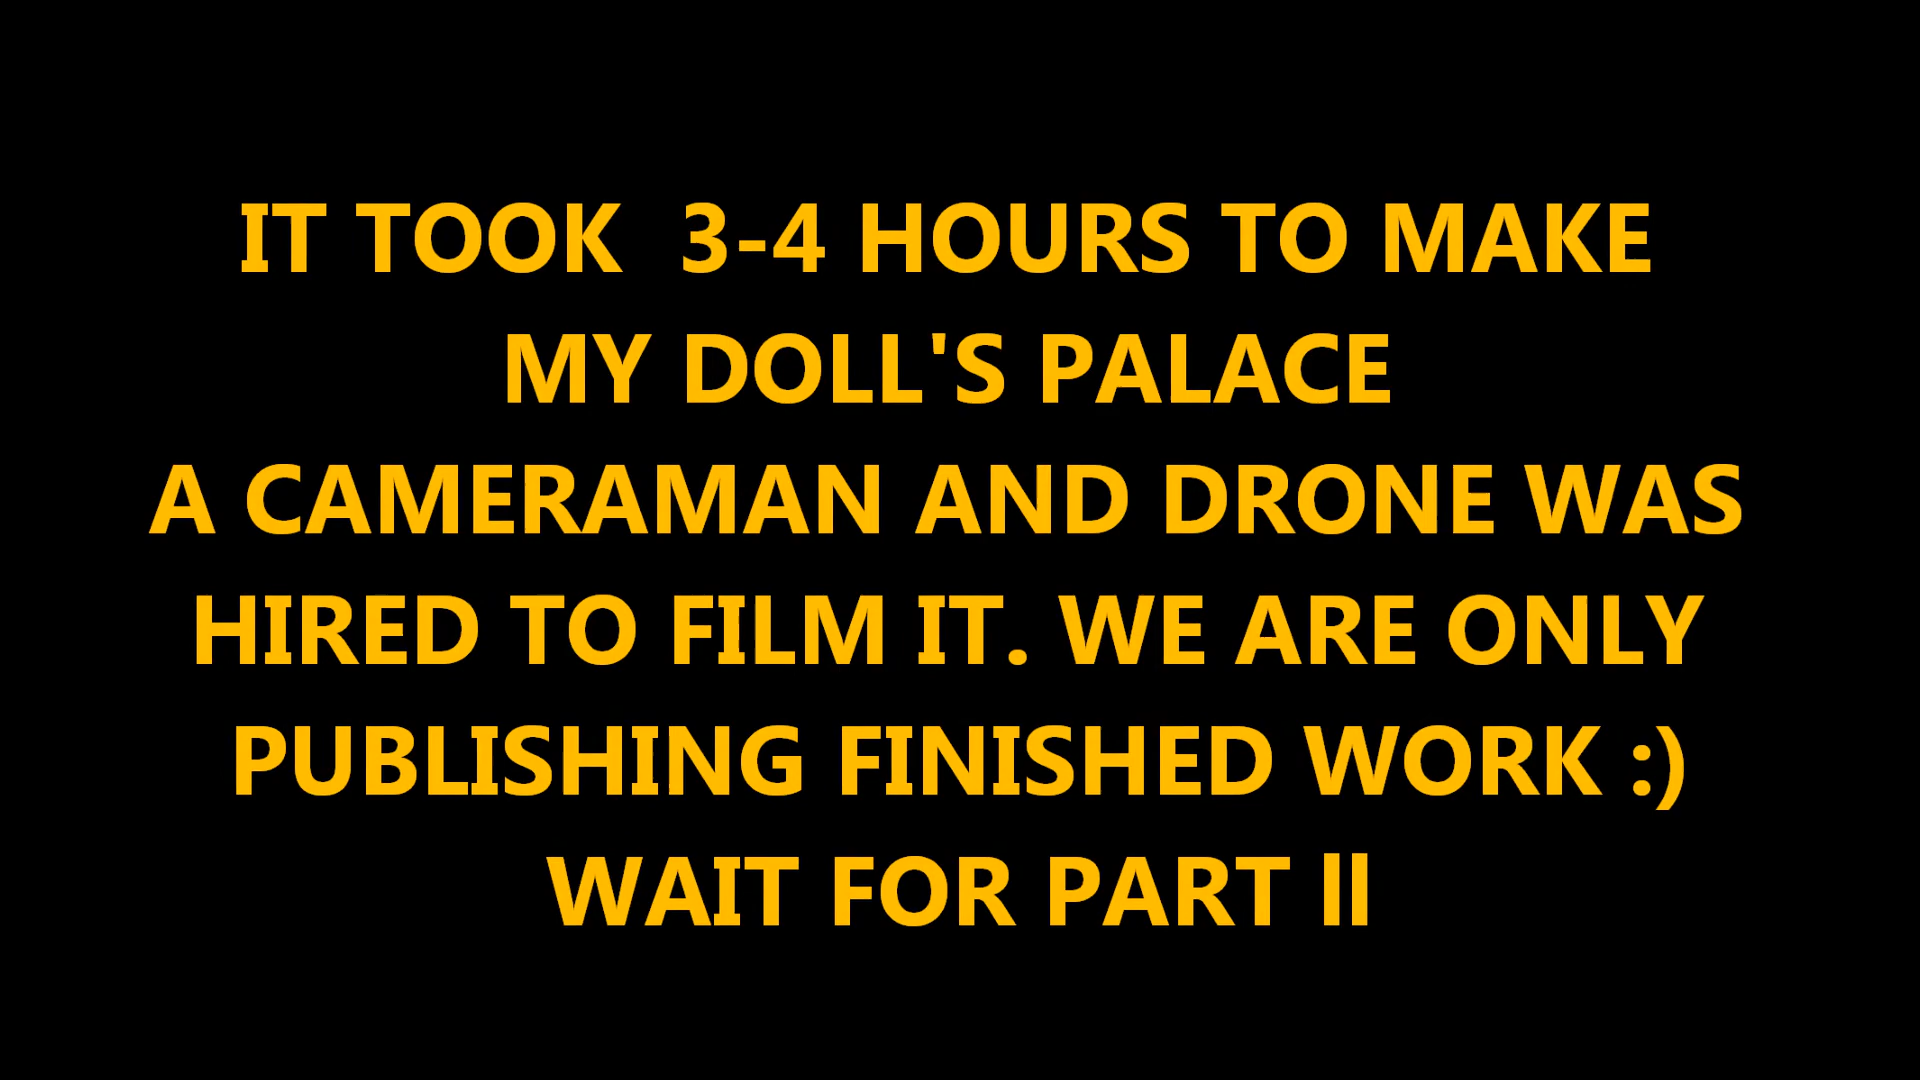 IT TOOK  3-4 HOURS TO MAKE
MY DOLL'S PALACE
A CAMERAMAN AND DRONE WAS
HIRED TO FILM IT. WE ARE ONLY
PUBLISHING FINISHED WORK :)
WAIT FOR PART ll